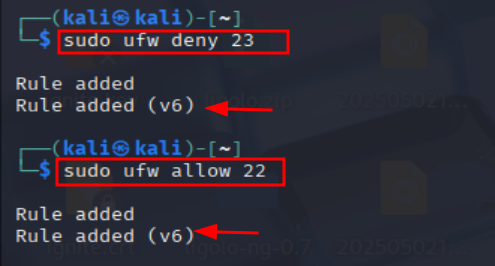 ┌──(kali㉿kali)-[~]
└─$ sudo ufw deny 23
Rule added
Rule added (v6)
┌──(kali㉿kali)-[~]
└─$ sudo ufw allow 22
Rule added
Rule added (v6)